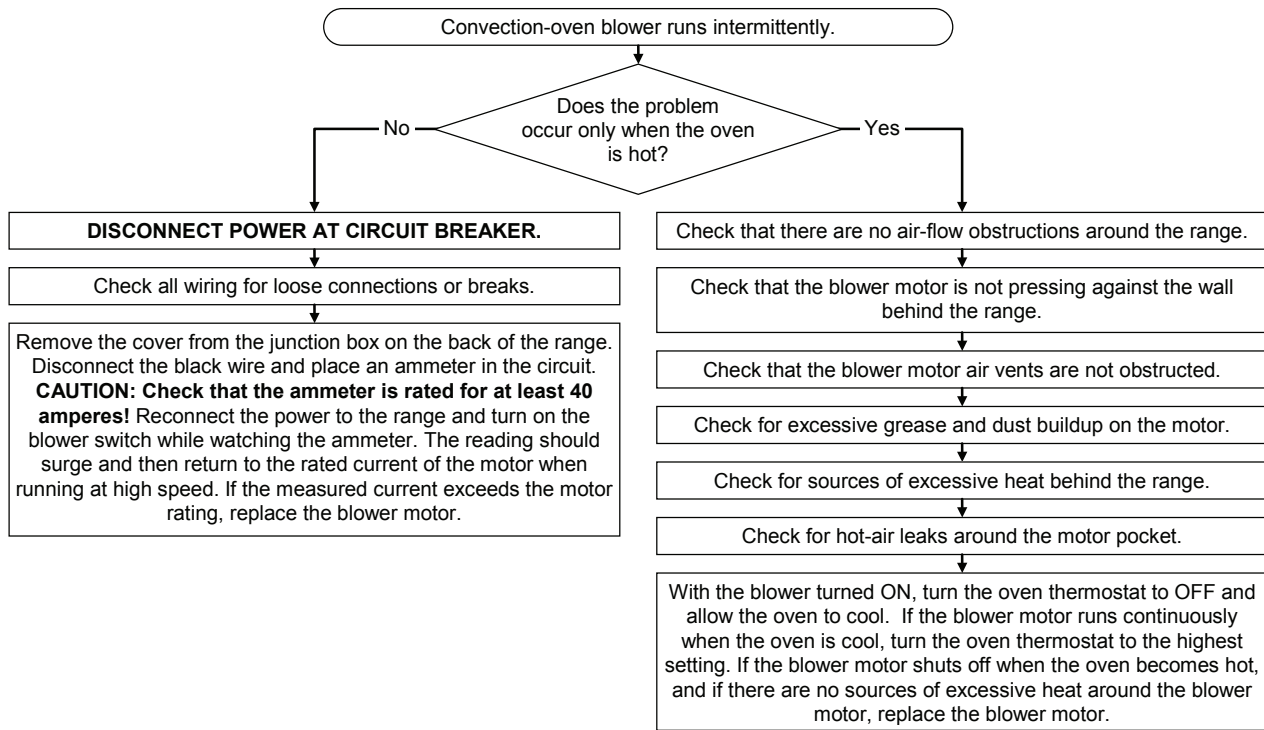 Convection-oven blower runs intermittently.
Does the problem
occur only when the oven
is hot?
No
Yes
DISCONNECT POWER AT CIRCUIT BREAKER.
Check all wiring for loose connections or breaks.
Remove the cover from the junction box on the back of the range.
Disconnect the black wire and place an ammeter in the circuit.
CAUTION: Check that the ammeter is rated for at least 40
amperes! Reconnect the power to the range and turn on the
blower switch while watching the ammeter. The reading should
surge and then return to the rated current of the motor when
running at high speed. If the measured current exceeds the motor
rating, replace the blower motor.
Check that there are no air-flow obstructions around the range.
Check that the blower motor is not pressing against the wall
behind the range.
Check that the blower motor air vents are not obstructed.
Check for excessive grease and dust buildup on the motor.
Check for sources of excessive heat behind the range.
Check for hot-air leaks around the motor pocket.
With the blower turned ON, turn the oven thermostat to OFF and
allow the oven to cool.  If the blower motor runs continuously
when the oven is cool, turn the oven thermostat to the highest
setting. If the blower motor shuts off when the oven becomes hot,
and if there are no sources of excessive heat around the blower
motor, replace the blower motor.